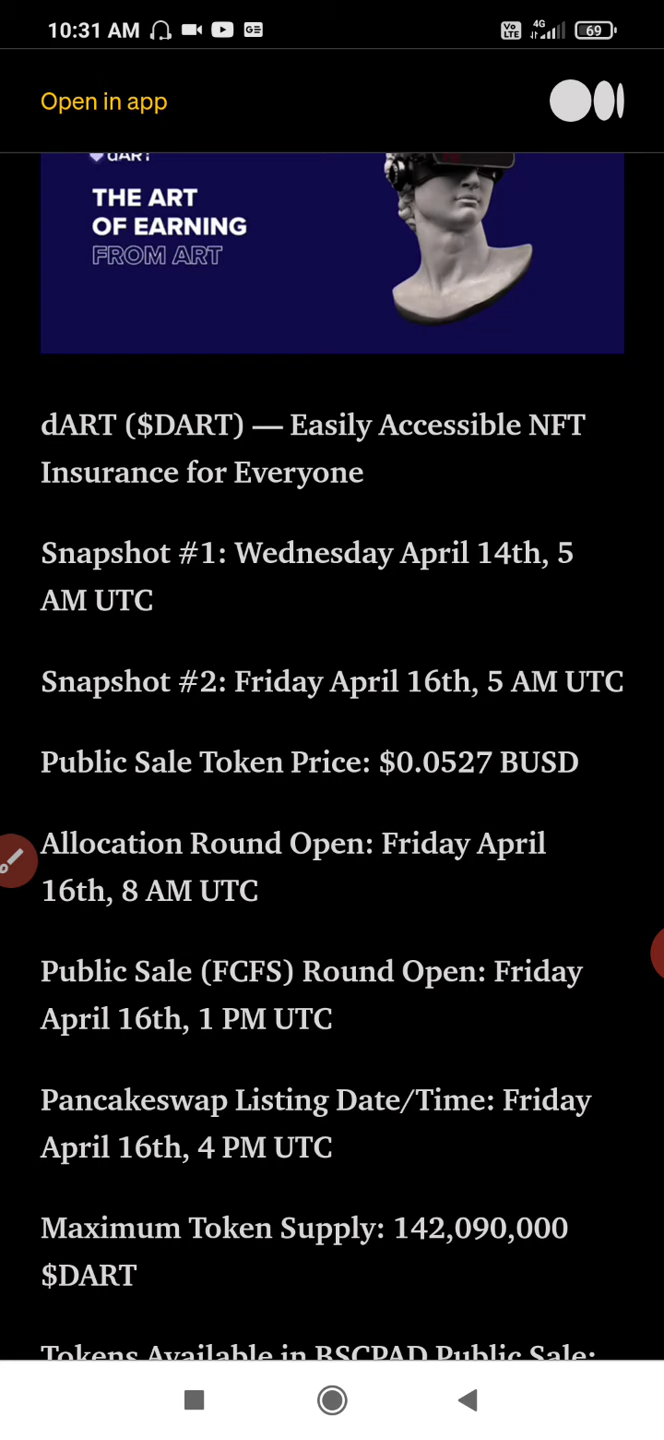 10:31 AM
Vo LTE 4G 69
Open in app
dART
THE ART
OF EARNING
FROM ART
dART ($DART) — Easily Accessible NFT
Insurance for Everyone
Snapshot #1: Wednesday April 14th, 5
AM UTC
Snapshot #2: Friday April 16th, 5 AM UTC
Public Sale Token Price: $0.0527 BUSD
Allocation Round Open: Friday April
16th, 8 AM UTC
Public Sale (FCFS) Round Open: Friday
April 16th, 1 PM UTC
Pancakeswap Listing Date/Time: Friday
April 16th, 4 PM UTC
Maximum Token Supply: 142,090,000
$DART
Tokens Available in BSCPAD Public Sale: